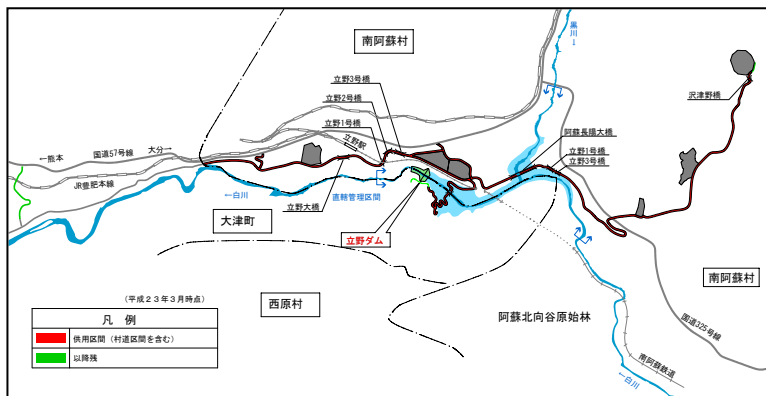 南阿蘇村
黒川→
立野3号橋
立野2号橋
立野1号橋
立野駅
沢津野橋
阿蘇長陽大橋
立野1号橋
立野3号橋
←熊本
国道57号線
大分→
JR豊肥本線
←白川
立野大橋
直轄管理区間
大津町
立野ダム
南阿蘇村
西原村
阿蘇北向谷原始林
国道325号線
南阿蘇鉄道
←白川
(平成23年3月時点)
凡 例
供用区間(村道区間を含む)
以降残